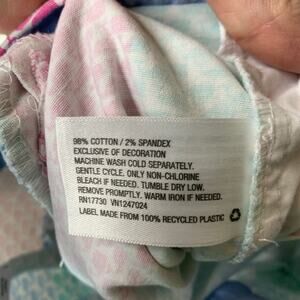 98% COTTON / 2% SPANDEX
EXCLUSIVE OF DECORATION
MACHINE WASH COLD SEPARATELY.
GENTLE CYCLE. ONLY NON-CHLORINE
BLEACH IF NEEDED. TUMBLE DRY LOW.
REMOVE PROMPTLY. WARM IRON IF NEEDED.
RN17730 VN1247024
LABEL MADE FROM 100% RECYCLED PLASTIC